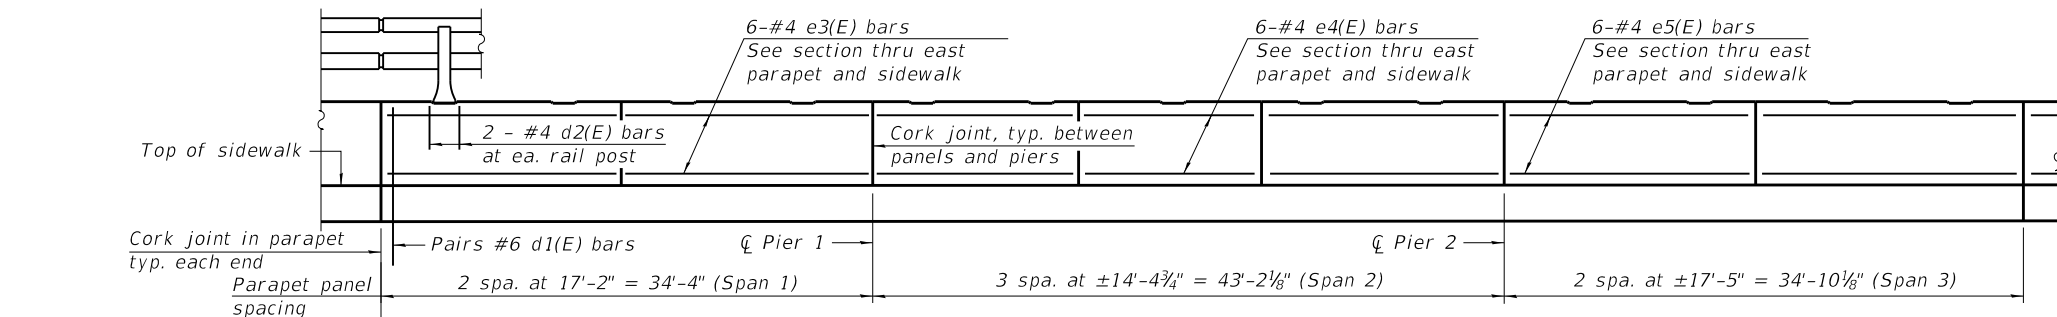 6-#4 e3(E) bars
See section thru east
parapet and sidewalk
6-#4 e4(E) bars
See section thru east
parapet and sidewalk
6-#4 e5(E) bars
See section thru east
parapet and sidewalk
2 - #4 d2(E) bars
at ea. rail post
Cork joint, typ. between
panels and piers
Top of sidewalk
Cork joint in parapet
typ. each end
Pairs #6 d1(E) bars
℄ Pier 1
℄ Pier 2
Parapet panel
spacing
2 spa. at 17'-2" = 34'-4" (Span 1)
3 spa. at ±14'-4¾" = 43'-2⅛" (Span 2)
2 spa. at ±17'-5" = 34'-10⅛" (Span 3)